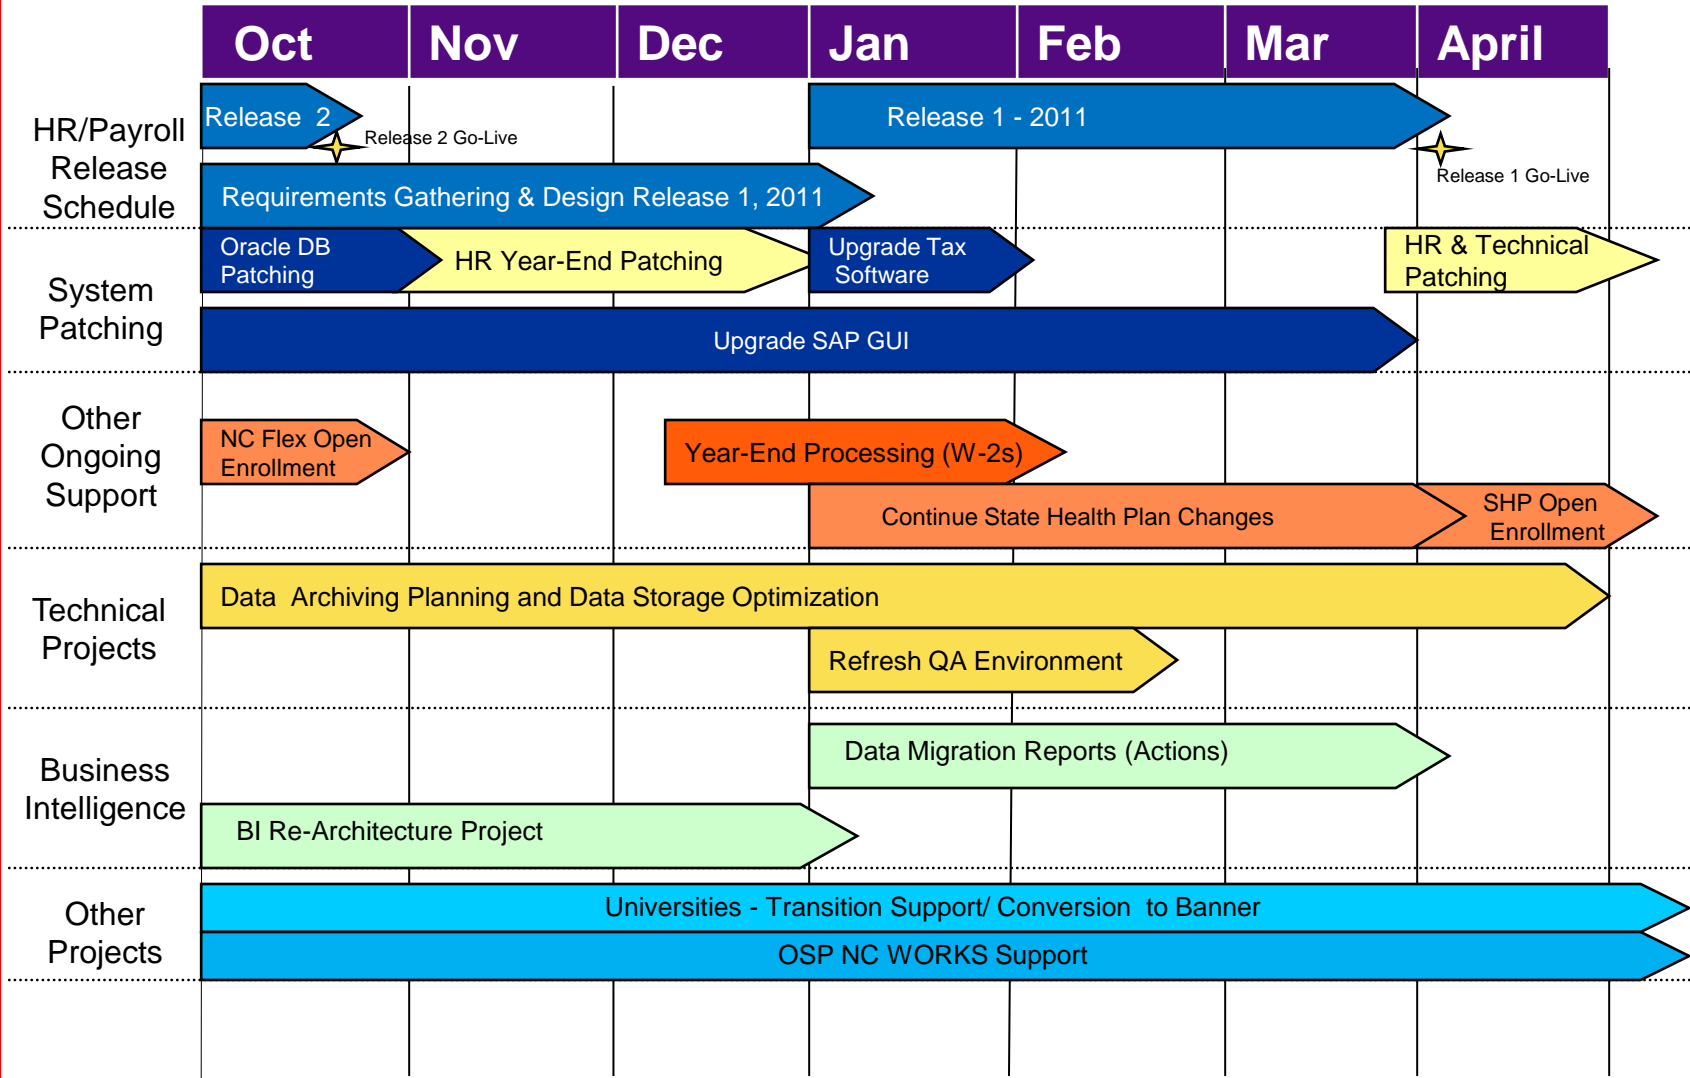 Oct Nov Dec Jan Feb Mar April
HR/Payroll
Release
Schedule
Release 2
Release 2 Go-Live
Release 1 - 2011
Release 1 Go-Live
Requirements Gathering & Design Release 1, 2011
System
Patching
Oracle DB
Patching
HR Year-End Patching
Upgrade Tax
Software
HR & Technical
Patching
Upgrade SAP GUI
Other
Ongoing
Support
NC Flex Open
Enrollment
Year-End Processing (W-2s)
Continue State Health Plan Changes
SHP Open
Enrollment
Technical
Projects
Data Archiving Planning and Data Storage Optimization
Refresh QA Environment
Business
Intelligence
Data Migration Reports (Actions)
BI Re-Architecture Project
Other
Projects
Universities - Transition Support/ Conversion to Banner
OSP NC WORKS Support